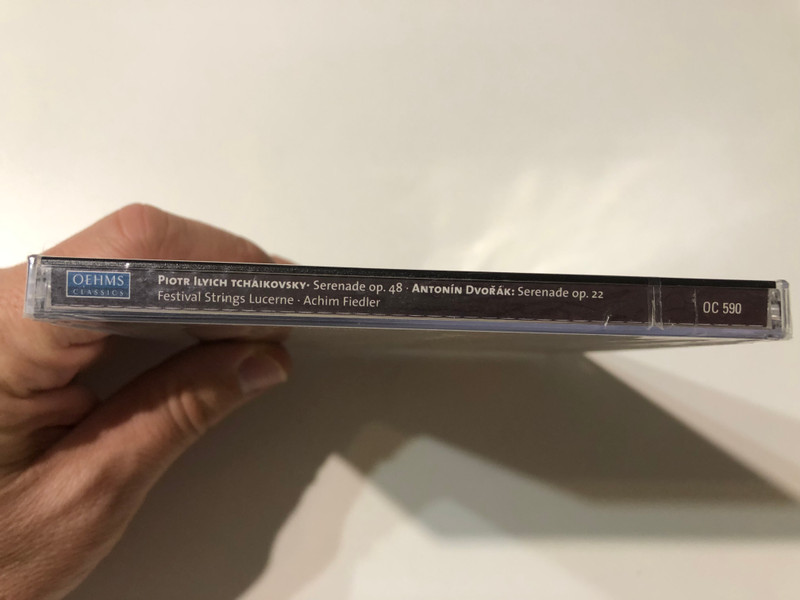 OEHMS
CLASSICS
PIOTR ILYICH TCHAIKOVSKY · Serenade op. 48 · ANTONÍN DVOŘÁK: Serenade op. 22
Festival Strings Lucerne · Achim Fiedler
OC 590